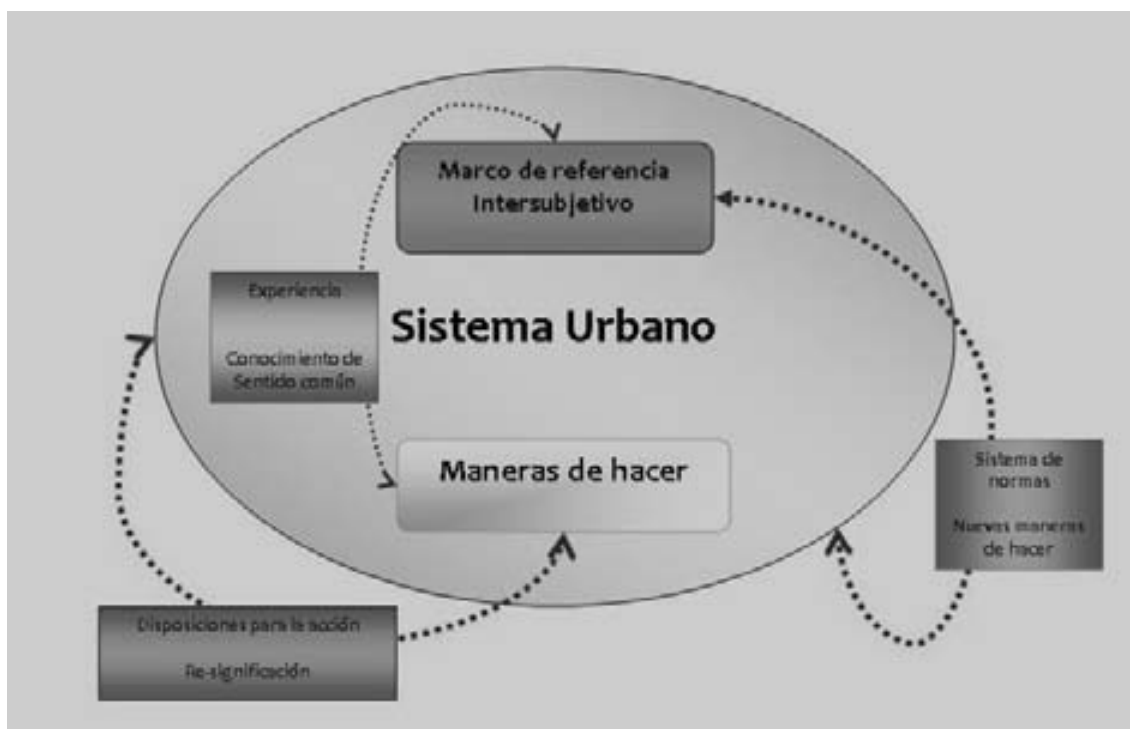 Marco de referencia
Intersubjetivo
Experiencia
Conocimiento de
Sentido común
Sistema Urbano
Maneras de hacer
Sistema de
normas
Nuevas maneras
de hacer
Disposiciones para la acción
Re-significación